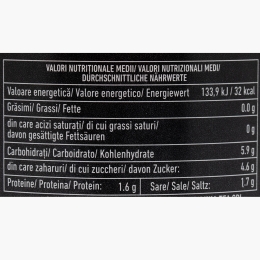 VALORI NUTRIȚIONALE MEDII/ VALORI NUTRIZIONALI MEDI/
DURCHSCHNITTLICHE NÄHRWERTE
Valoare energetică/ Valore energetico/ Energiewert 133,9 kJ / 32 kcal
Grăsimi/ Grassi/ Fette 0.0 g
din care acizi saturați/ di cui grassi saturi/
davon gesättigte Fettsäuren
Carbohidrați/ Carboidrato/ Kohlenhydrate 5.9 g
din care zaharuri/ di cui zuccheri/ davon Zucker: 4.6 g
Proteine/ Proteina/ Protein: 1.6 g Sare/ Sale/ Saltz: 1.7 g